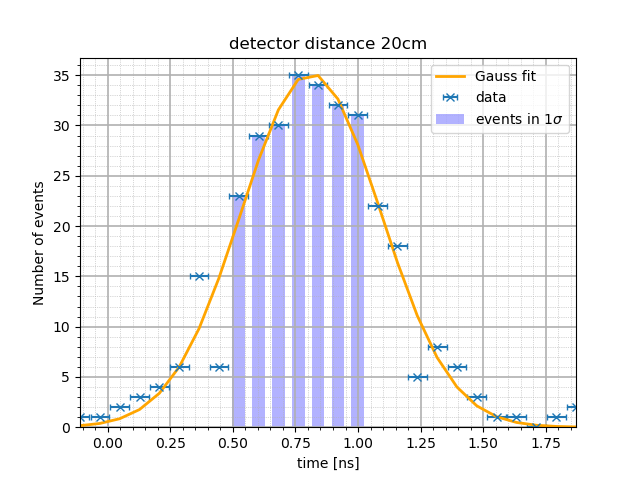 detector distance 20cm
Gauss fit
data
events in 1σ
Number of events
35
30
25
20
15
10
5
0
0.00 0.25 0.50 0.75 1.00 1.25 1.50 1.75
time [ns]